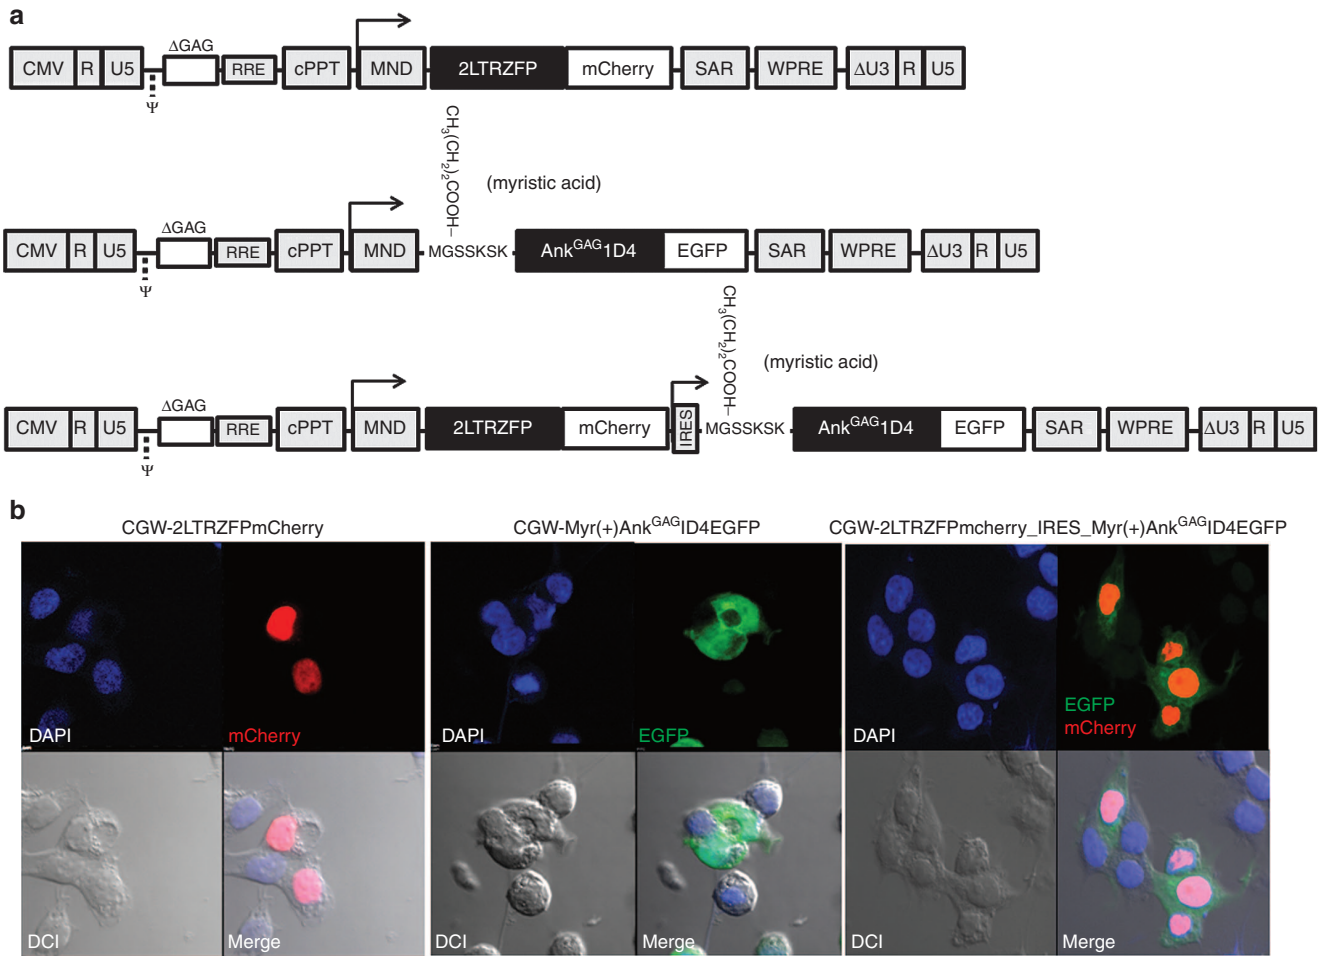 a
ΔGAG
CMV R U5 RRE cPPT MND 2LTRZFP mCherry SAR WPRE ΔU3 R U5
Ψ
CH3(CH2)2COOH–
(myristic acid)
ΔGAG
CMV R U5 RRE cPPT MND MGSSKSK AnkGAG1D4 EGFP SAR WPRE ΔU3 R U5
Ψ
CH3(CH2)2COOH–
(myristic acid)
ΔGAG
CMV R U5 RRE cPPT MND 2LTRZFP mCherry IRES MGSSKSK AnkGAG1D4 EGFP SAR WPRE ΔU3 R U5
Ψ
b
CGW-2LTRZFPmCherry
CGW-Myr(+)AnkGAGID4EGFP
CGW-2LTRZFPmcherry_IRES_Myr(+)AnkGAGID4EGFP
DAPI
mCherry
DAPI
EGFP
DAPI
EGFP
mCherry
DCI
Merge
DCI
Merge
DCI
Merge